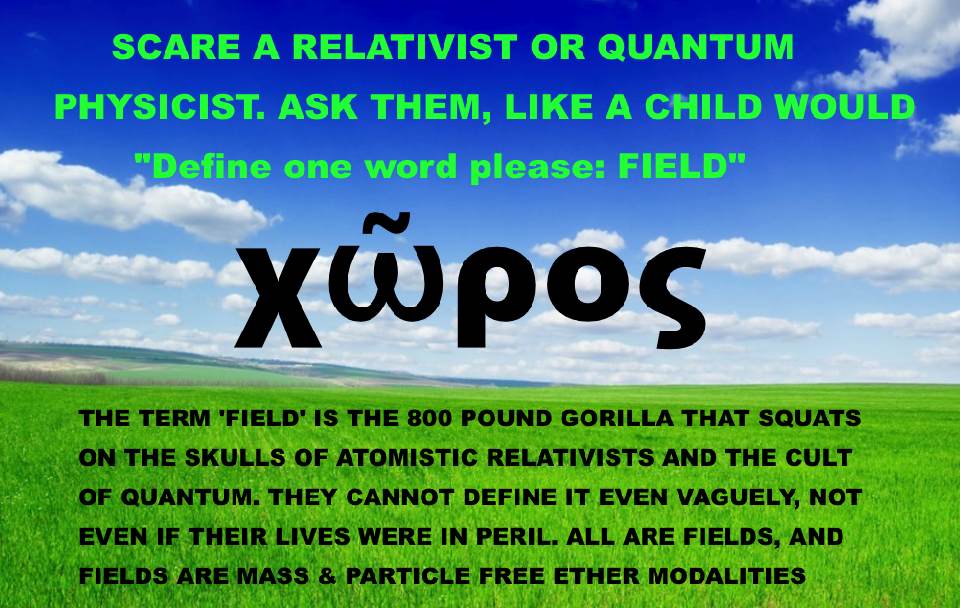 SCARE A RELATIVIST OR QUANTUM
PHYSICIST. ASK THEM, LIKE A CHILD WOULD
"Define one word please: FIELD"
χῶρος
THE TERM 'FIELD' IS THE 800 POUND GORILLA THAT SQUATS
ON THE SKULLS OF ATOMISTIC RELATIVISTS AND THE CULT
OF QUANTUM. THEY CANNOT DEFINE IT EVEN VAGUELY, NOT
EVEN IF THEIR LIVES WERE IN PERIL. ALL ARE FIELDS, AND
FIELDS ARE MASS & PARTICLE FREE ETHER MODALITIES